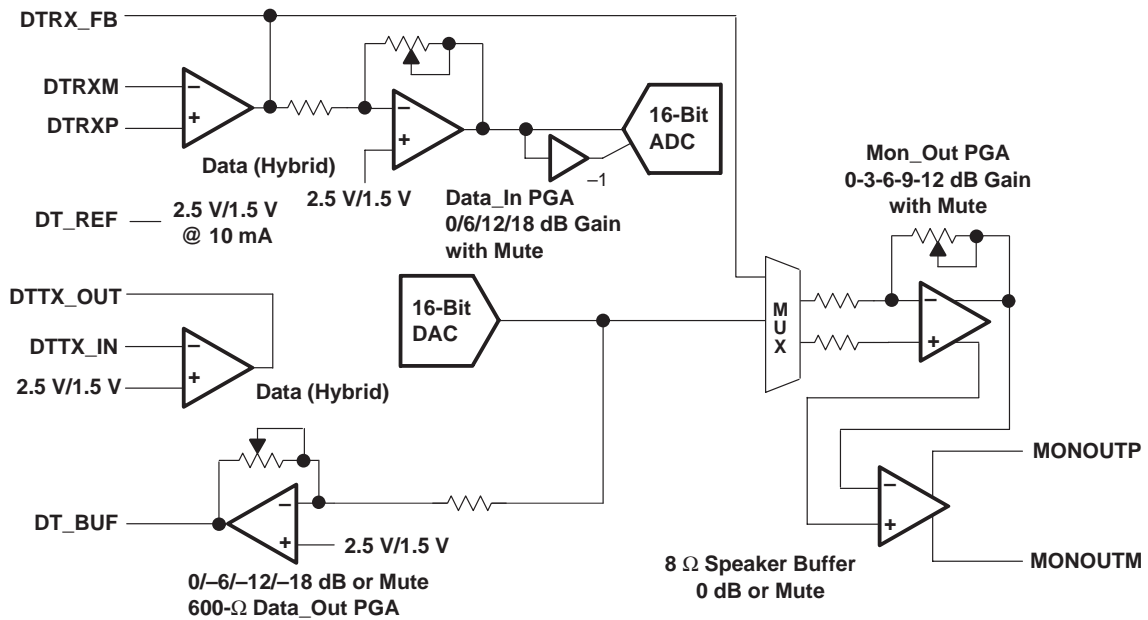 DTRX_FB
DTRXM
DTRXP
−
+
Data (Hybrid)
−
+
2.5 V/1.5 V
16-Bit
ADC
–1
Data_In PGA
0/6/12/18 dB Gain
with Mute
DT_REF
2.5 V/1.5 V
@ 10 mA
Mon_Out PGA
0-3-6-9-12 dB Gain
with Mute
DTTX_OUT
DTTX_IN
2.5 V/1.5 V
−
+
Data (Hybrid)
16-Bit
DAC
M
U
X
−
+
DT_BUF
−
+
2.5 V/1.5 V
0/–6/–12/–18 dB or Mute
600-Ω Data_Out PGA
−
+
MONOUTP
MONOUTM
8 Ω Speaker Buffer
0 dB or Mute